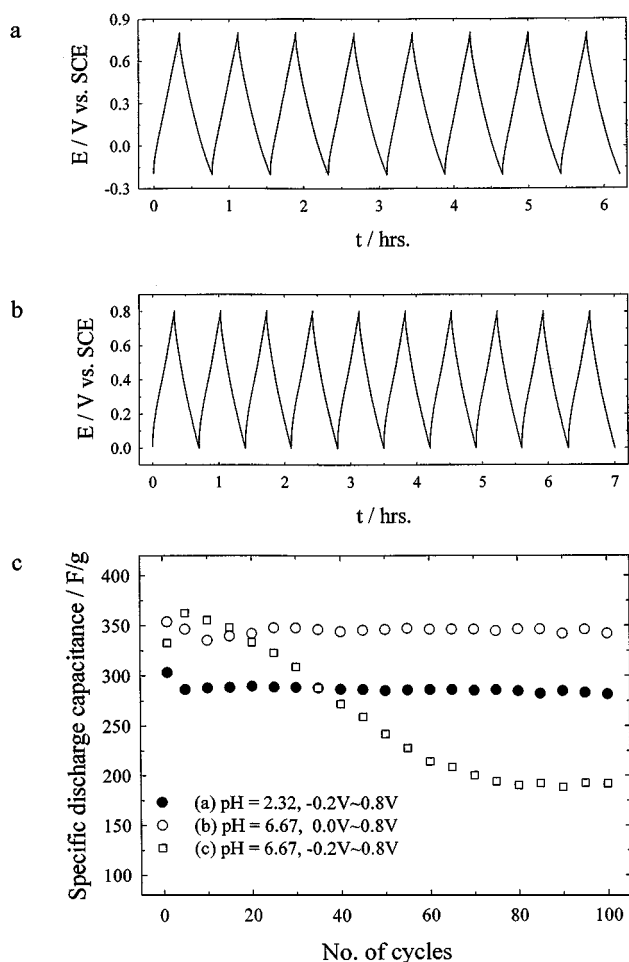 a
E / V vs. SCE
0.9
0.6
0.3
0.0
-0.3
0 1 2 3 4 5 6
t / hrs.
b
E / V vs. SCE
0.8
0.6
0.4
0.2
0.0
0 1 2 3 4 5 6 7
t / hrs.
c
Specific discharge capacitance / F/g
400
350
300
250
200
150
100
(a) pH = 2.32, -0.2V~0.8V
(b) pH = 6.67, 0.0V~0.8V
(c) pH = 6.67, -0.2V~0.8V
0 20 40 60 80 100
No. of cycles